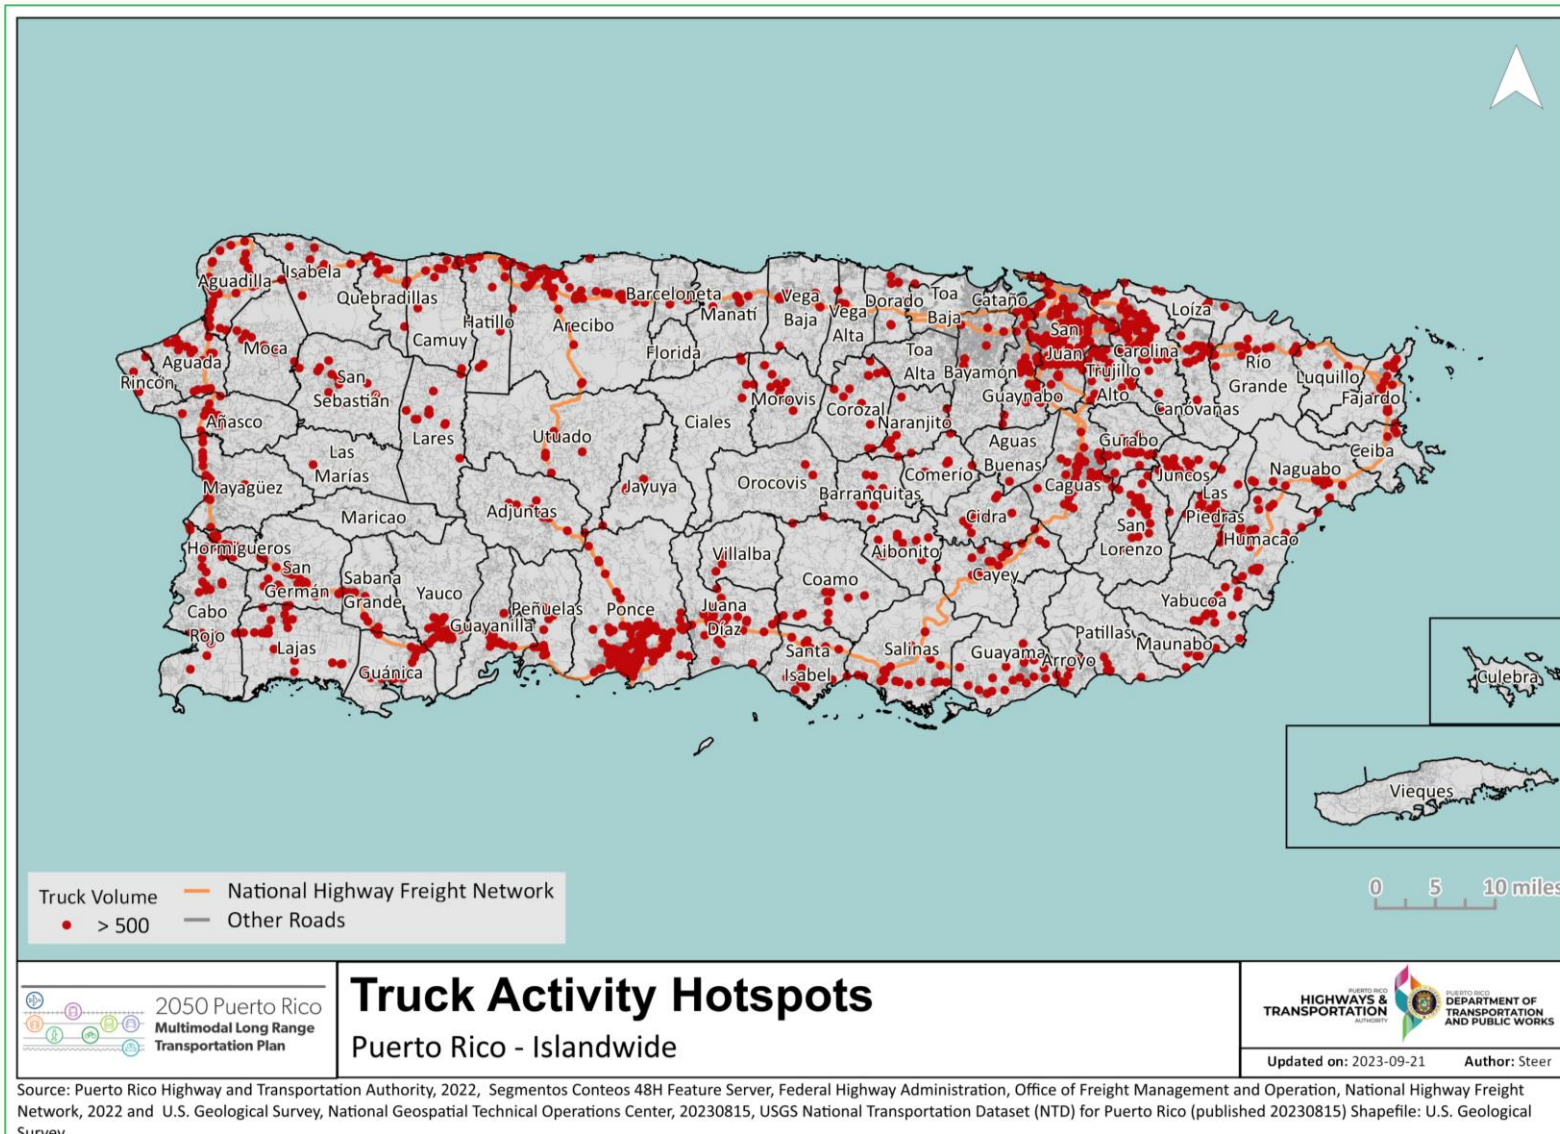 Aguadilla
Isabela
Quebradillas
Camuy
Hatillo
Arecibo
Barceloneta
Manatí
Florida
Vega
Baja
Vega
Alta
Dorado
Toa
Baja
Cataño
Toa
Alta
Bayamón
San
Juan
Guaynabo
Carolina
Trujillo
Alto
Loíza
Canóvanas
Río
Grande
Luquillo
Fajardo
Ceiba
Naguabo
Moca
Aguada
Rincón
Añasco
San
Sebastián
Lares
Las
Marías
Mayagüez
Maricao
Utuado
Adjuntas
Jayuya
Ciales
Morovis
Corozal
Naranjito
Orocovis
Barranquitas
Comerío
Aguas
Buenas
Cidra
Caguas
Gurabo
Juncos
Las
Piedras
San
Lorenzo
Humacao
Yabucoa
Maunabo
Patillas
Arroyo
Guayama
Cayey
Aibonito
Salinas
Coamo
Santa
Isabel
Villalba
Juana
Díaz
Ponce
Peñuelas
Guayanilla
Yauco
Guánica
Sabana
Grande
San
Germán
Hormigueros
Cabo
Rojo
Lajas
Culebra
Vieques
0 5 10 miles
Truck Volume
> 500
National Highway Freight Network
Other Roads
2050 Puerto Rico
Multimodal Long Range
Transportation Plan
Truck Activity Hotspots
Puerto Rico - Islandwide
PUERTO RICO
HIGHWAYS &
TRANSPORTATION
AUTHORITY
PUERTO RICO
DEPARTMENT OF
TRANSPORTATION
AND PUBLIC WORKS
Updated on: 2023-09-21 Author: Steer
Source: Puerto Rico Highway and Transportation Authority, 2022, Segmentos Conteos 48H Feature Server, Federal Highway Administration, Office of Freight Management and Operation, National Highway Freight
Network, 2022 and U.S. Geological Survey, National Geospatial Technical Operations Center, 20230815, USGS National Transportation Dataset (NTD) for Puerto Rico (published 20230815) Shapefile: U.S. Geological
Survey